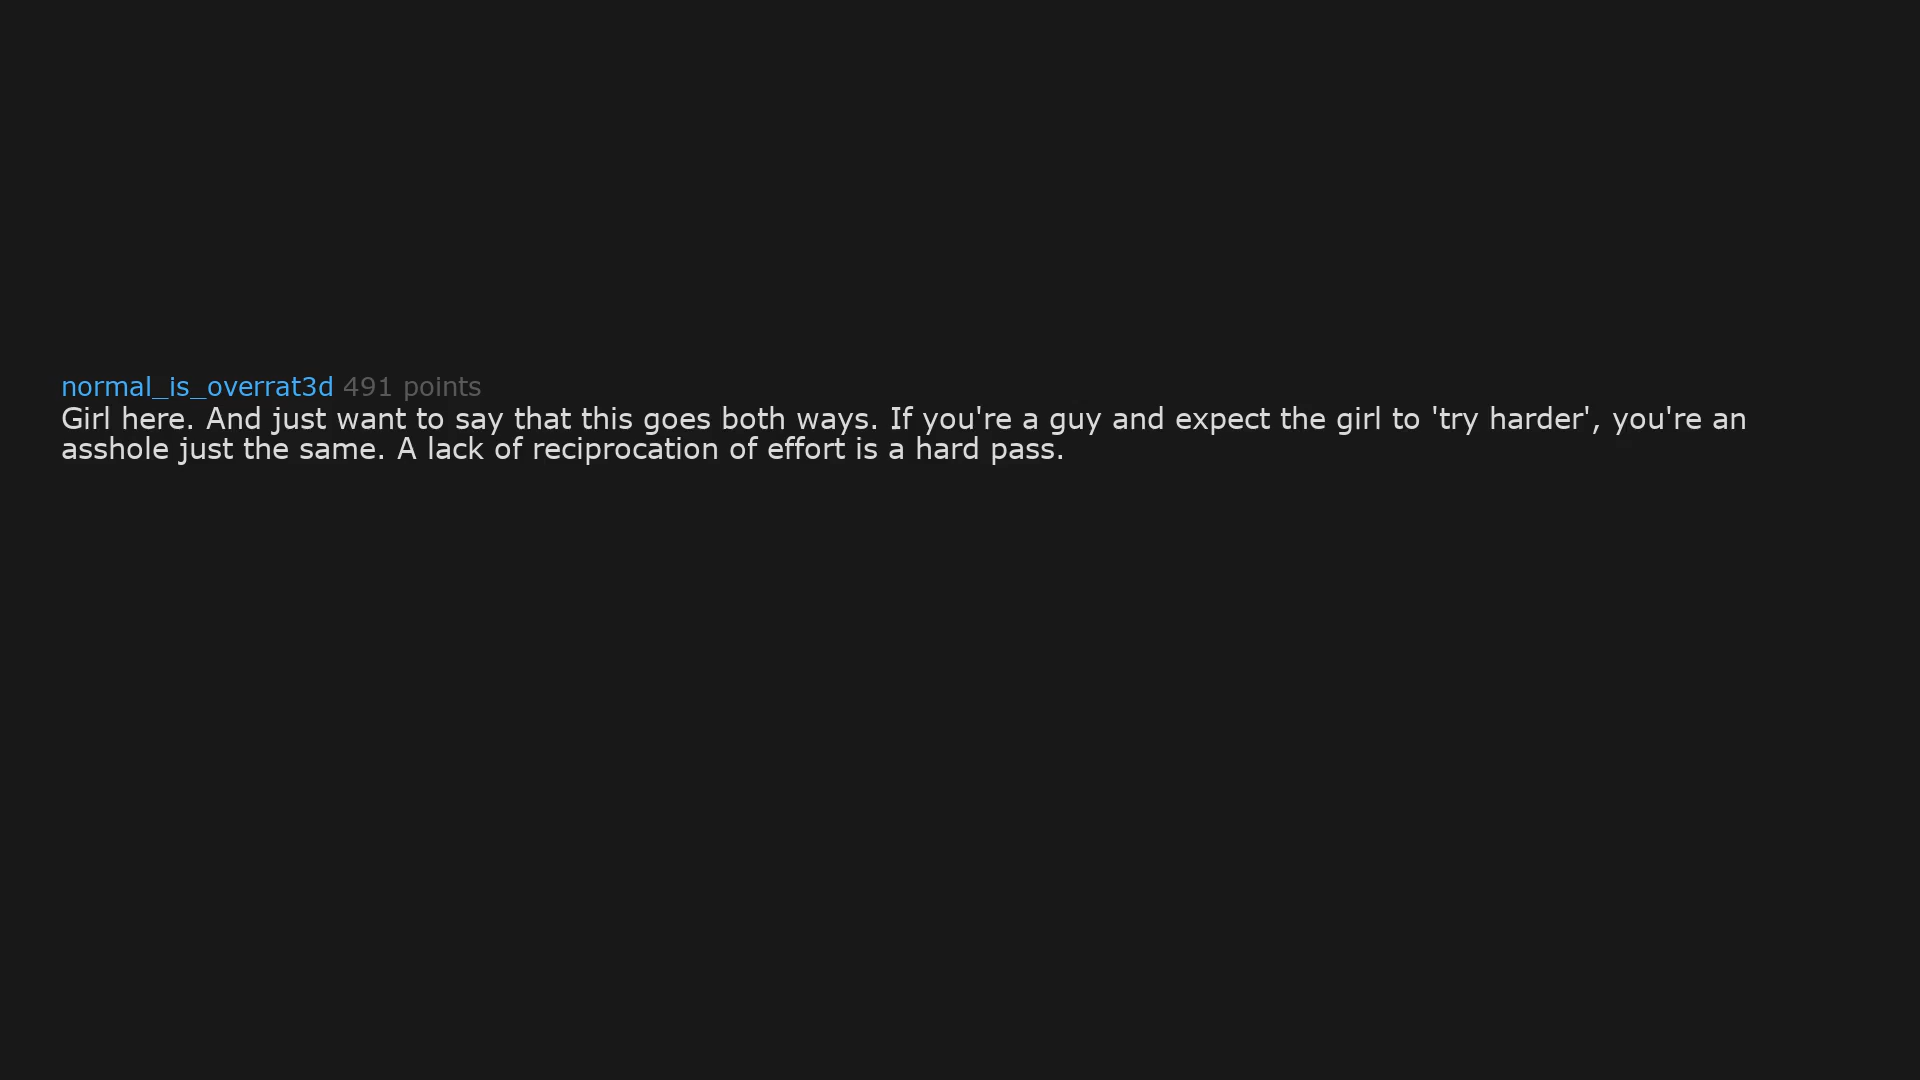 normal_is_overrat3d 491 points
Girl here. And just want to say that this goes both ways. If you're a guy and expect the girl to 'try harder', you're an
asshole just the same. A lack of reciprocation of effort is a hard pass.